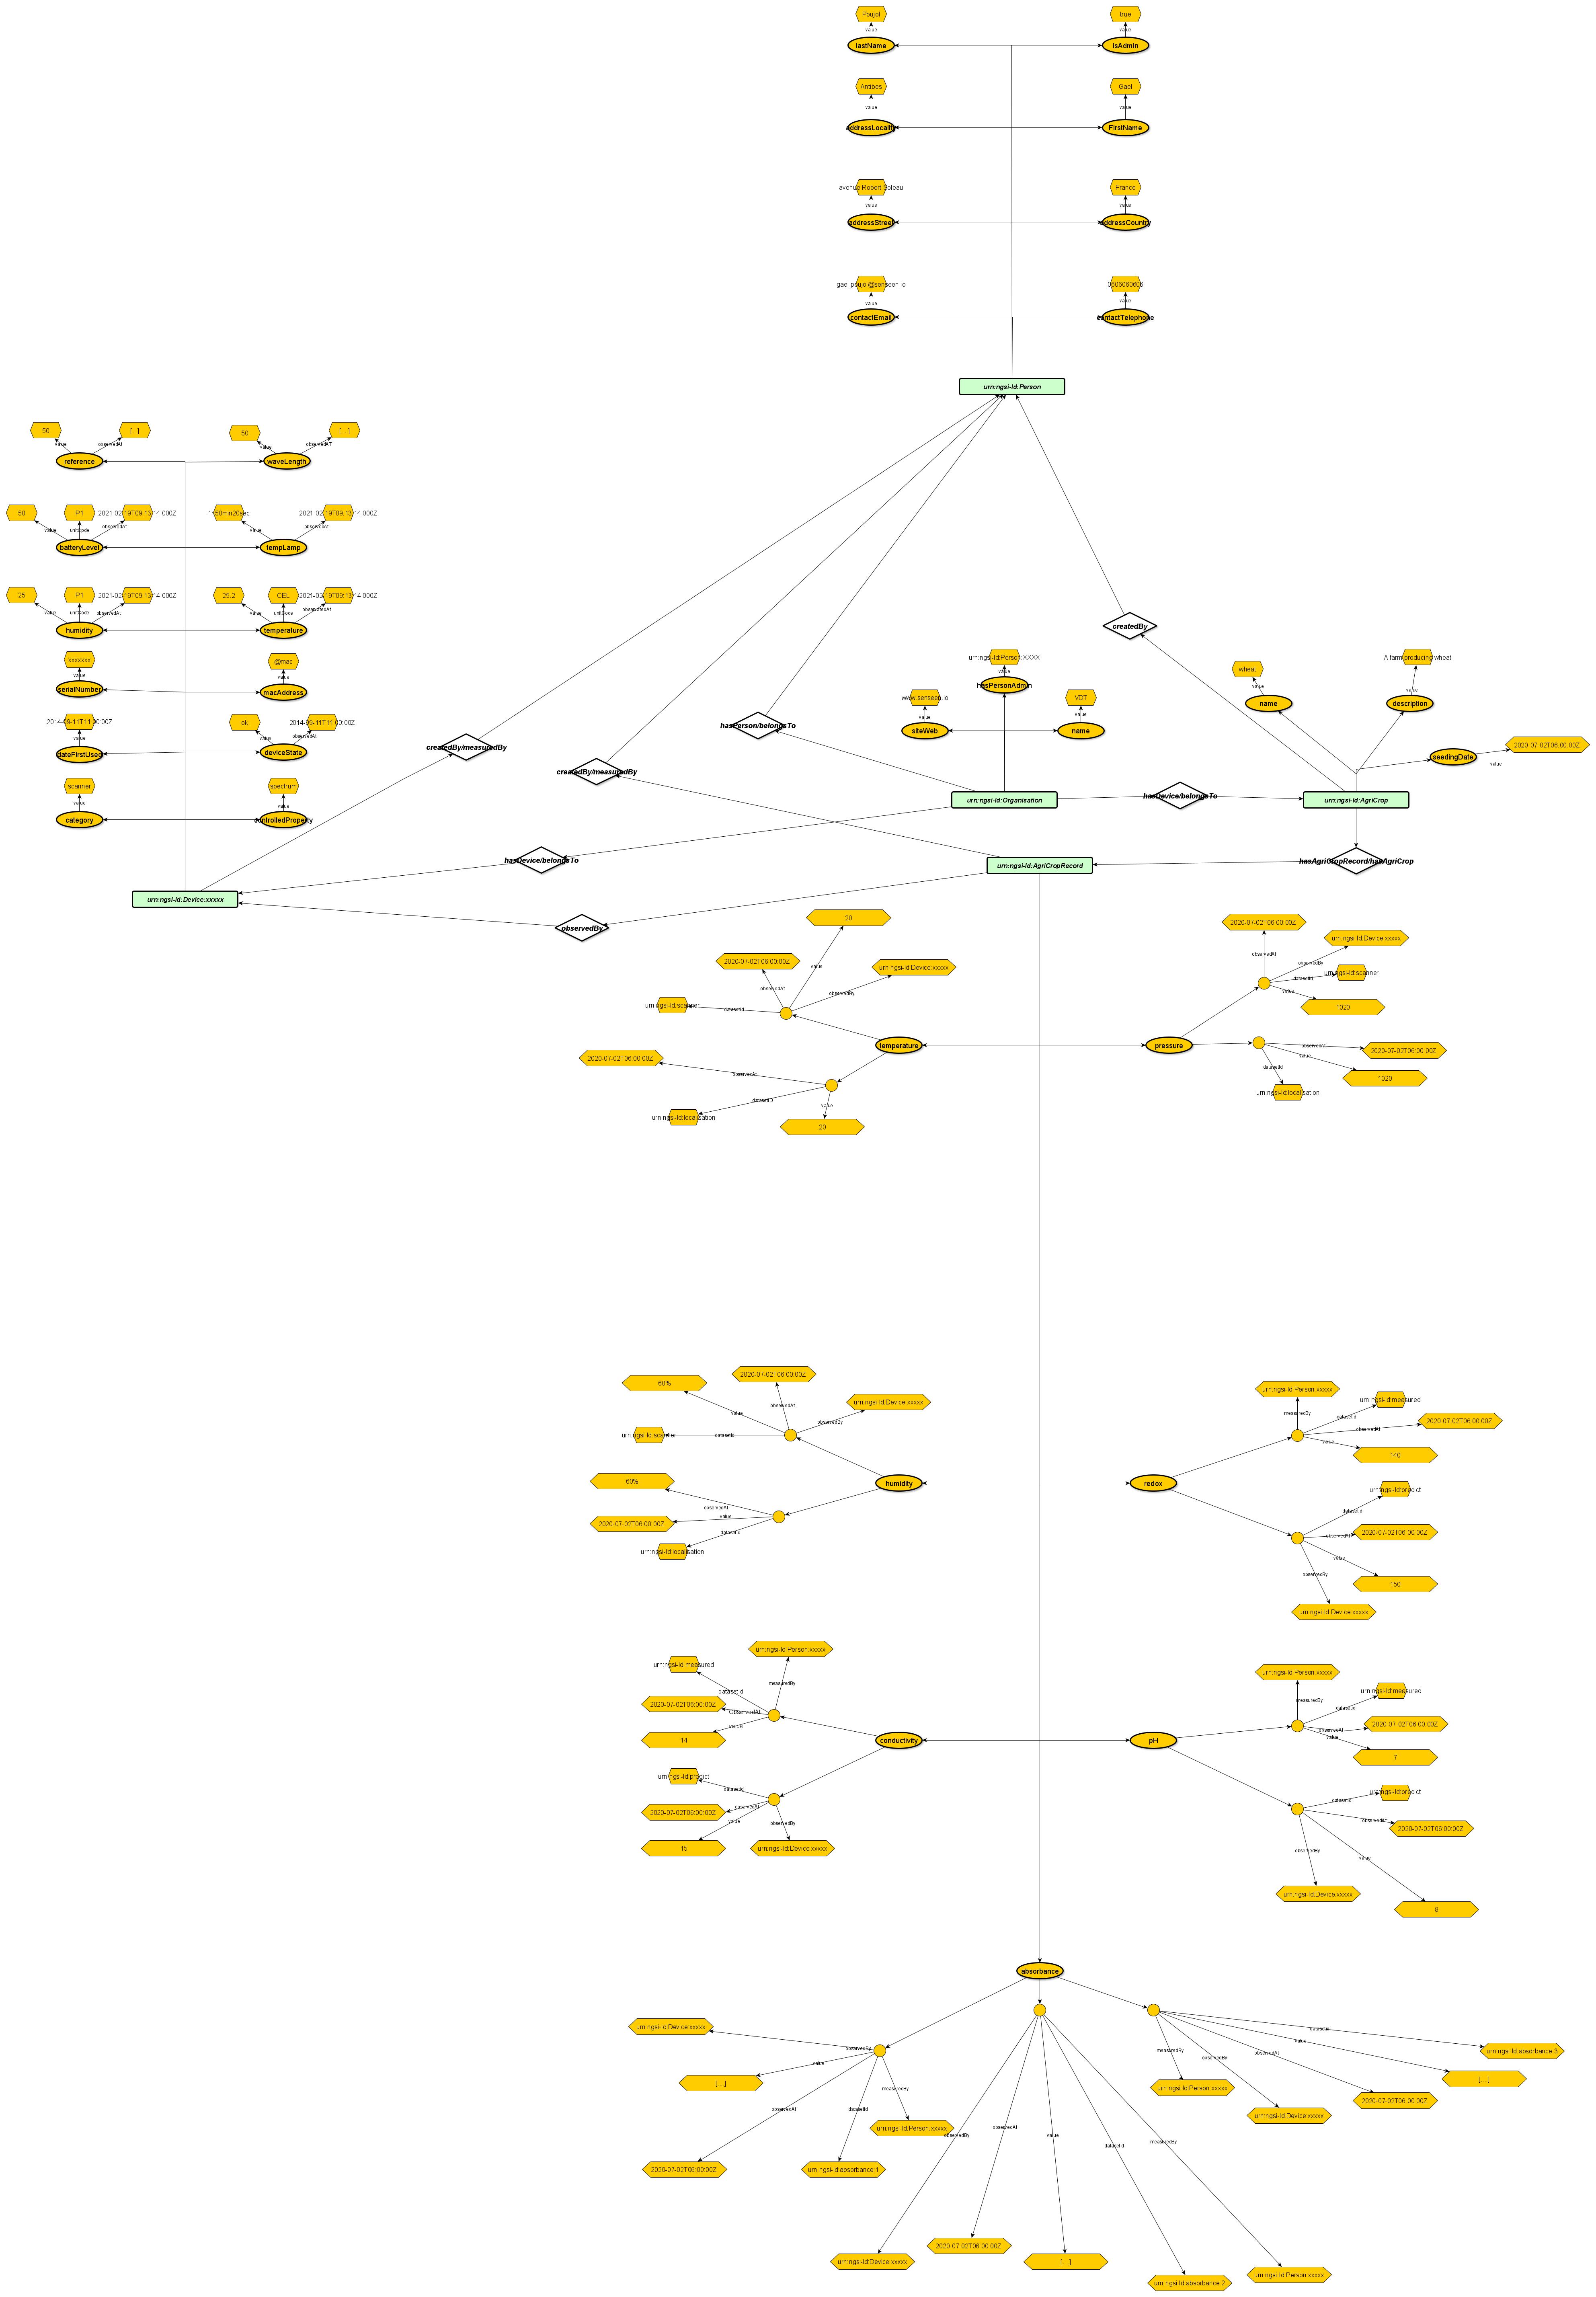 Poujol
true
value
value
lastName
isAdmin
Antibes
Gael
value
value
addressLocality
FirstName
avenue Robert Soleau
France
value
value
addressStreet
addressCountry
gael.poujol@senseen.io
0606060606
value
value
contactEmail
contactTelephone
urn:ngsi-ld:Person
50
[...]
50
[....]
value
observedAt
value
observedAT
reference
waveLength
50
P1
2021-02-19T09:13:14.000Z
1h50min20sec
2021-02-19T09:13:14.000Z
value
unitCode
observedAt
value
observedAt
batteryLevel
tempLamp
25
P1
2021-02-19T09:13:14.000Z
25.2
CEL
2021-02-19T09:13:14.000Z
value
unitCode
observedAt
value
unitCode
observatedAt
humidity
temperature
createdBy
xxxxxxx
@mac
value
value
serialNumber
macAddress
urn:ngsi-ld:Person:XXXX
value
hasPersonAdmin
wheat
value
name
A farm producing wheat
value
description
2014-09-11T11:00:00Z
ok
2014-09-11T11:00:00Z
value
value
observedAt
dateFirstUsed
deviceState
createdBy/measuredBy
hasPerson/belongsTo
www.senseen.io
VDT
value
value
siteWeb
name
seedingDate
2020-07-02T06:00:00Z
value
scanner
spectrum
value
value
category
controlledProperty
createdBy/measuredBy
urn:ngsi-ld:Organisation
hasDevice/belongsTo
urn:ngsi-ld:AgriCrop
hasDevice/belongsTo
urn:ngsi-ld:AgriCropRecord
hasAgriCropRecord/hasAgriCrop
urn:ngsi-ld:Device:xxxxx
observedBy
20
2020-07-02T06:00:00Z
value
urn:ngsi-ld:Device:xxxxx
observedAt
observedBy
urn:ngsi-ld:scanner
datasetId
temperature
2020-07-02T06:00:00Z
observedAt
datasetID
value
urn:ngsi-ld:localisation
20
2020-07-02T06:00:00Z
urn:ngsi-ld:Device:xxxxx
observedAt
observedBy
urn:ngsi-ld:scanner
datasetId
value
1020
pressure
observedAt
2020-07-02T06:00:00Z
value
datasetId
1020
urn:ngsi-ld:localisation
60%
2020-07-02T06:00:00Z
value
observedAt
urn:ngsi-ld:Device:xxxxx
observedBy
urn:ngsi-ld:scanner
datasetId
humidity
60%
observedAt
value
2020-07-02T06:00:00Z
datasetId
urn:ngsi-ld:localisation
urn:ngsi-ld:Person:xxxxx
urn:ngsi-ld:measured
measuredBy
datasetId
2020-07-02T06:00:00Z
observedAt
value
140
redox
urn:ngsi-ld:predict
datasetId
2020-07-02T06:00:00Z
observedAt
value
observedBy
150
urn:ngsi-ld:Device:xxxxx
urn:ngsi-ld:Person:xxxxx
urn:ngsi-ld:measured
measuredBy
datasetId
2020-07-02T06:00:00Z
ObservedAt
value
14
conductivity
urn:ngsi-ld:predict
datasetId
2020-07-02T06:00:00Z
observedAt
value
observedBy
15
urn:ngsi-ld:Device:xxxxx
urn:ngsi-ld:Person:xxxxx
urn:ngsi-ld:measured
measuredBy
datasetId
2020-07-02T06:00:00Z
observedAt
value
7
pH
urn:ngsi-ld:predict
datasetId
observedAt
2020-07-02T06:00:00Z
observedBy
value
urn:ngsi-ld:Device:xxxxx
8
absorbance
urn:ngsi-ld:Device:xxxxx
observedBy
value
[....]
measuredBy
observedAt
datasetId
urn:ngsi-ld:Person:xxxxx
2020-07-02T06:00:00Z
urn:ngsi-ld:absorbance:1
datasetId
value
urn:ngsi-ld:absorbance:3
measuredBy
observedBy
observedAt
[....]
urn:ngsi-ld:Person:xxxxx
2020-07-02T06:00:00Z
urn:ngsi-ld:Device:xxxxx
observedBy
observedAt
value
datasetId
measuredBy
2020-07-02T06:00:00Z
urn:ngsi-ld:Device:xxxxx
[....]
urn:ngsi-ld:Person:xxxxx
urn:ngsi-ld:absorbance:2